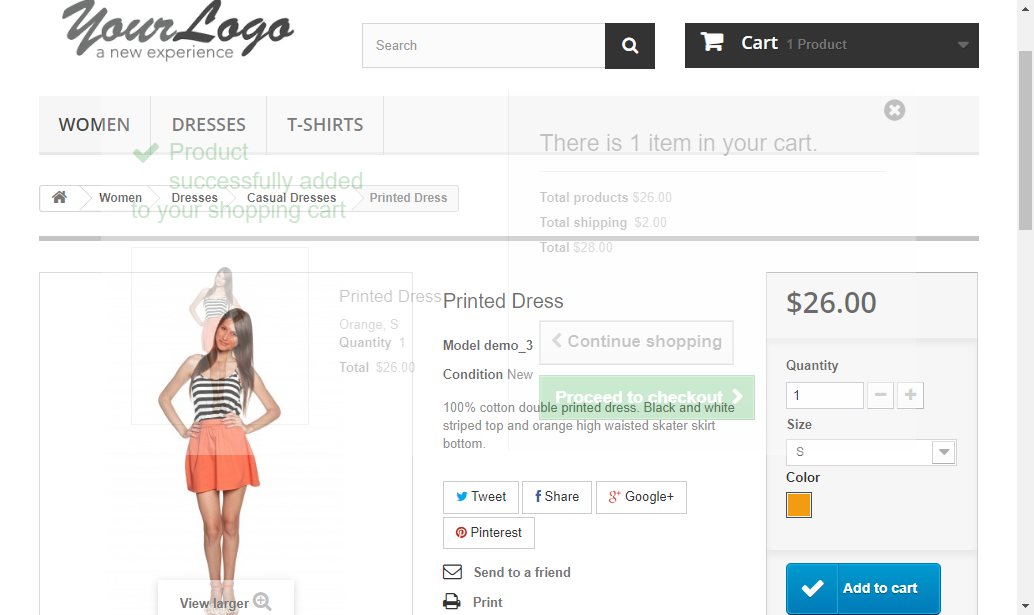 YourLogo
a new experience
Search
Cart 1 Product
WOMEN
DRESSES
T-SHIRTS
Product
successfully added
to your shopping cart
There is 1 item in your cart.
Total products $26.00
Total shipping $2.00
Total $28.00
Women
Dresses
Casual Dresses
Printed Dress
Printed Dress
Orange, S
Quantity 1
Total $26.00
Continue shopping
Proceed to checkout
Printed Dress
Model demo_3
Condition New
100% cotton double printed dress. Black and white
striped top and orange high waisted skater skirt
bottom.
Tweet
Share
Google+
Pinterest
Send to a friend
Print
View larger
$26.00
Quantity
1
Size
S
Color
Add to cart